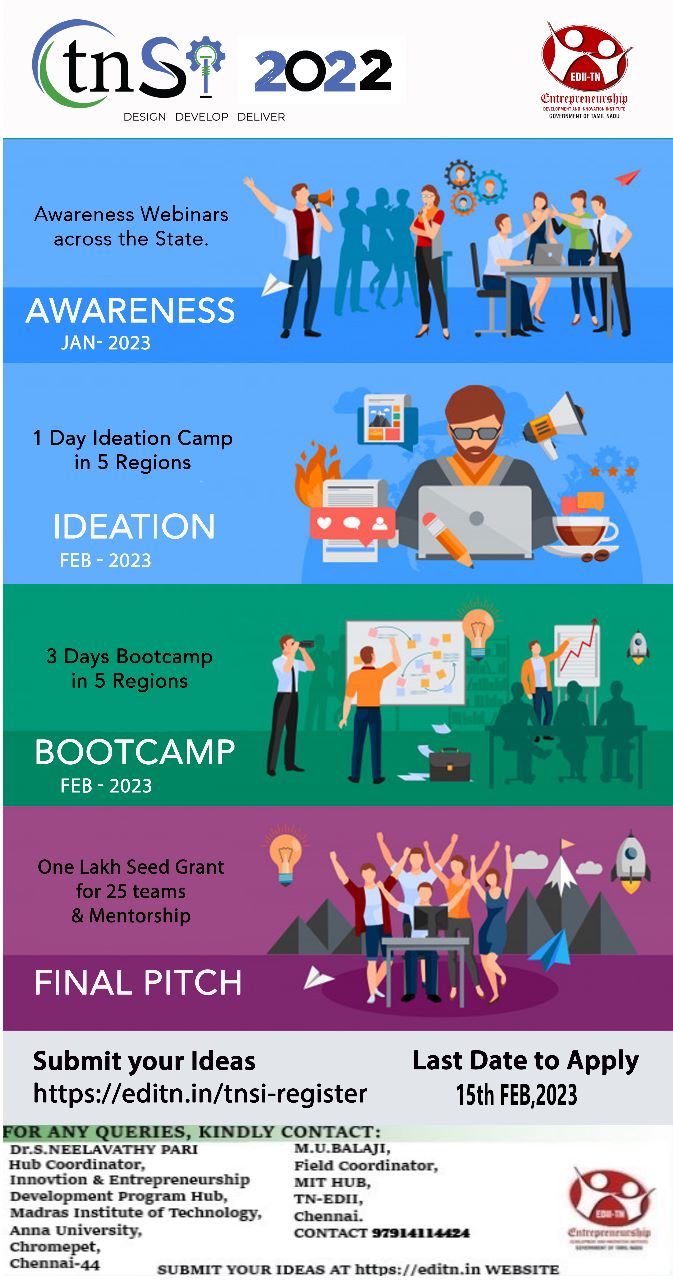 tnSi 2022
DESIGN DEVELOP DELIVER
EDII-TN
Entrepreneurship
DEVELOPMENT AND INNOVATION INSTITUTE
GOVERNMENT OF TAMIL NADU
Awareness Webinars
across the State.
AWARENESS
JAN- 2023
1 Day Ideation Camp
in 5 Regions
IDEATION
FEB - 2023
3 Days Bootcamp
in 5 Regions
BOOTCAMP
FEB - 2023
One Lakh Seed Grant
for 25 teams
& Mentorship
FINAL PITCH
Submit your Ideas
https://editn.in/tnsi-register
Last Date to Apply
15th FEB,2023
FOR ANY QUERIES, KINDLY CONTACT:
Dr.S.NEELAVATHY PARI
Hub Coordinator,
Innovtion & Entrepreneurship
Development Program Hub,
Madras Institute of Technology,
Anna University,
Chromepet,
Chennai-44
M.U.BALAJI,
Field Coordinator,
MIT HUB,
TN-EDII,
Chennai.
CONTACT 97914114424
EDII-TN
Entrepreneurship
DEVELOPMENT AND INNOVATION INSTITUTE
GOVERNMENT OF TAMIL NADU
SUBMIT YOUR IDEAS AT https://editn.in WEBSITE